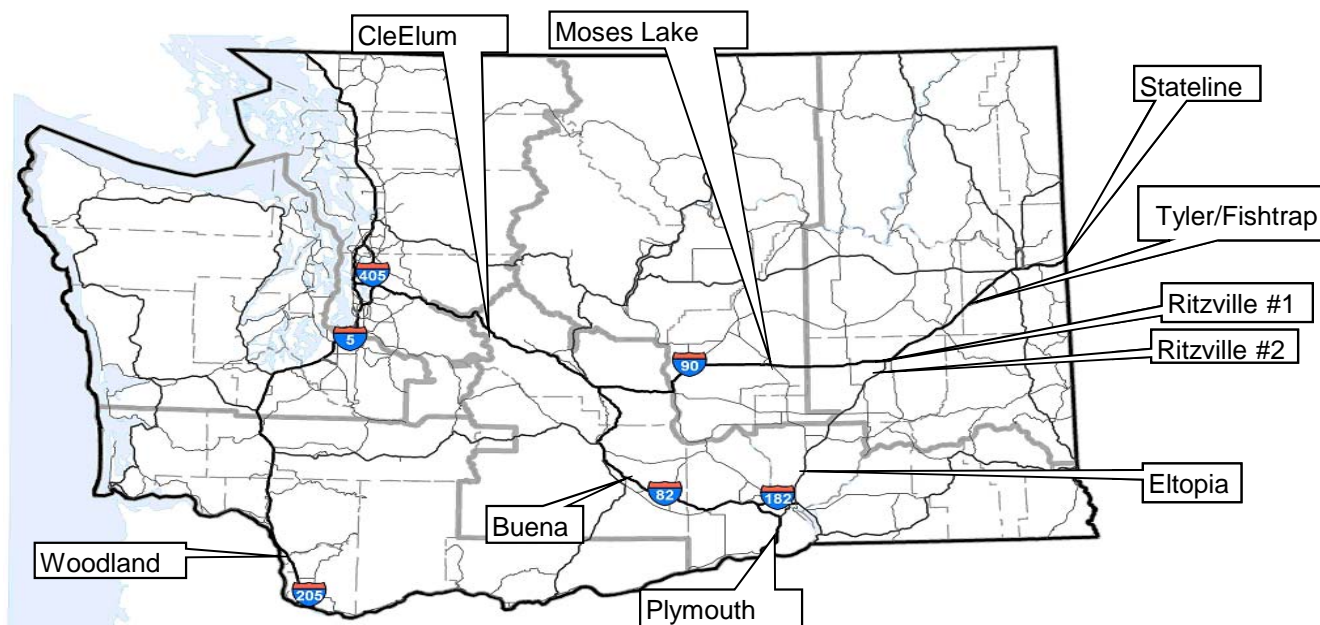 CleElum
Moses Lake
Stateline
Tyler/Fishtrap
405
Ritzville #1
5
Ritzville #2
90
Eltopia
82
182
Buena
Woodland
205
Plymouth